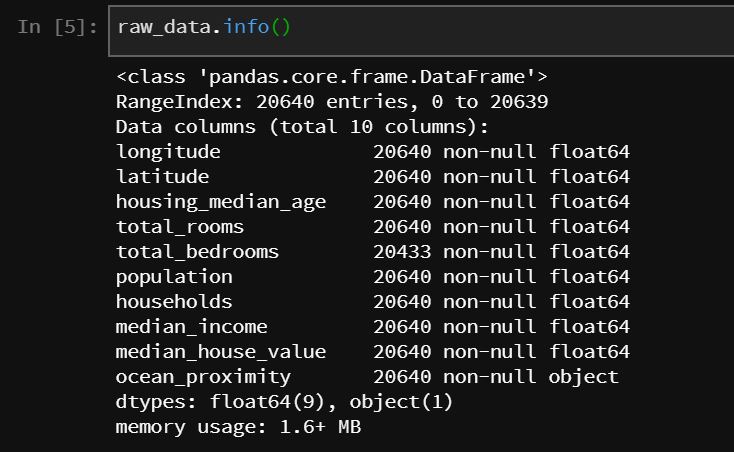 In [5]: raw_data.info()
<class 'pandas.core.frame.DataFrame'>
RangeIndex: 20640 entries, 0 to 20639
Data columns (total 10 columns):
longitude             20640 non-null float64
latitude              20640 non-null float64
housing_median_age    20640 non-null float64
total_rooms           20640 non-null float64
total_bedrooms        20433 non-null float64
population            20640 non-null float64
households            20640 non-null float64
median_income         20640 non-null float64
median_house_value    20640 non-null float64
ocean_proximity       20640 non-null object
dtypes: float64(9), object(1)
memory usage: 1.6+ MB